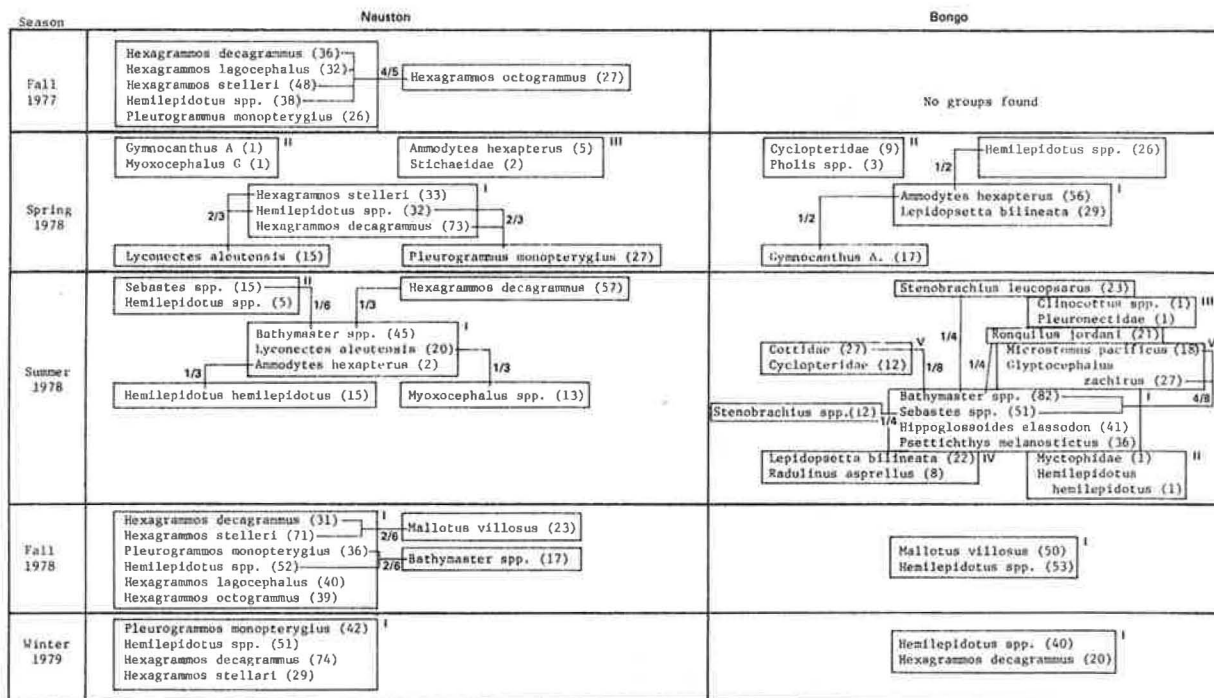 Season
Neuston
Bongo
Fall
1977
Hexagrammos decagrammus (36)
Hexagrammos lagocephalus (32)
Hexagrammos stelleri (48)
Hemilepidotus spp. (38)
Pleurogrammus monopterygius (26)
4/5
Hexagrammos octogrammus (27)
No groups found
Spring
1978
Gymnocanthus A (1)
Myoxocephalus G (1)
II
Ammodytes hexapterus (5)
Stichaeidae (2)
III
Hexagrammos stelleri (33)
Hemilepidotus spp. (32)
Hexagrammos decagrammus (73)
I
2/3
2/3
Lyconectes aleutensis (15)
Pleurogrammus monopterygius (27)
Cyclopteridae (9)
Pholis spp. (3)
II
Hemilepidotus spp. (26)
1/2
Ammodytes hexapterus (56)
Lepidopsetta bilineata (29)
I
1/2
Gymnocanthus A. (17)
Summer
1978
Sebastes spp. (15)
Hemilepidotus spp. (5)
II
Hexagrammos decagrammus (57)
1/6
1/3
Bathymaster spp. (45)
Lyconectes aleutensis (20)
Ammodytes hexapterus (2)
I
1/3
1/3
Hemilepidotus hemilepidotus (15)
Myoxocephalus spp. (13)
Stenobrachius leucopsarus (23)
Clinocottus spp. (1)
Pleuronectidae (1)
III
1/4
Ronquilus jordani (21)
Cottidae (27)
Cyclopteridae (12)
V
1/8
1/4
Microstomus pacificus (18)
Glyptocephalus
zachirus (27)
4/8
Bathymaster spp. (82)
Sebastes spp. (51)
Hippoglossoides elassodon (41)
Psettichthys melanostictus (36)
I
Stenobrachius spp. (12)
1/4
Lepidopsetta bilineata (22)
Radulinus asprellus (8)
IV
Myctophidae (1)
Hemilepidotus
hemilepidotus (1)
II
Fall
1978
Hexagrammos decagrammus (31)
Hexagrammos stelleri (71)
Pleurogrammos monopterygius (36)
Hemilepidotus spp. (52)
Hexagrammos lagocephalus (40)
Hexagrammos octogrammus (39)
I
2/6
Mallotus villosus (23)
2/6
Bathymaster spp. (17)
Mallotus villosus (50)
Hemilepidotus spp. (53)
I
Winter
1979
Pleurogrammos monopterygius (42)
Hemilepidotus spp. (51)
Hexagrammos decagrammus (74)
Hexagrammos stellari (29)
I
Hemilepidotus spp. (40)
Hexagrammos decagrammus (20)
I